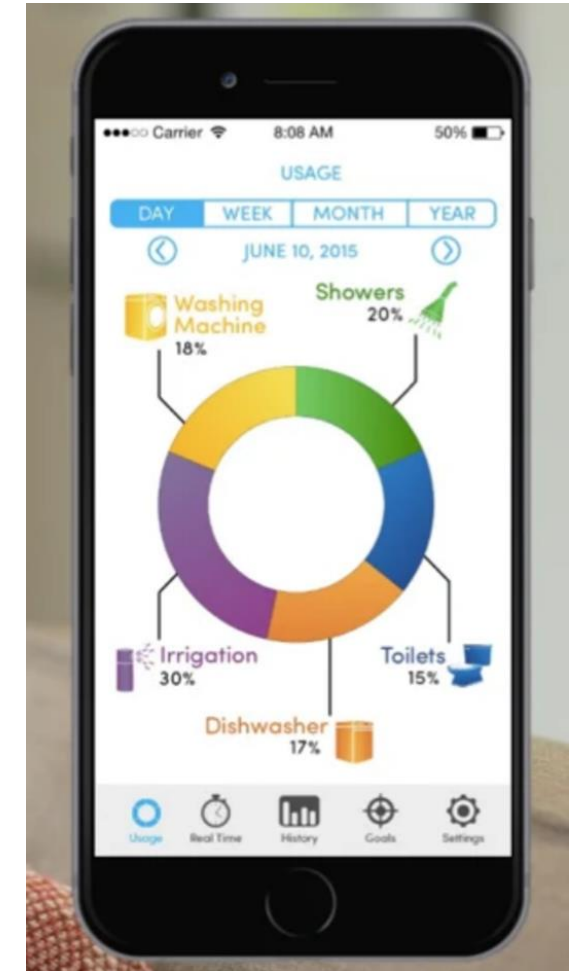 Carrier 8:08 AM 50%
USAGE
DAY WEEK MONTH YEAR
JUNE 10, 2015
Washing
Machine
18%
Showers
20%
Irrigation
30%
Toilets
15%
Dishwasher
17%
Usage Real Time History Goals Settings